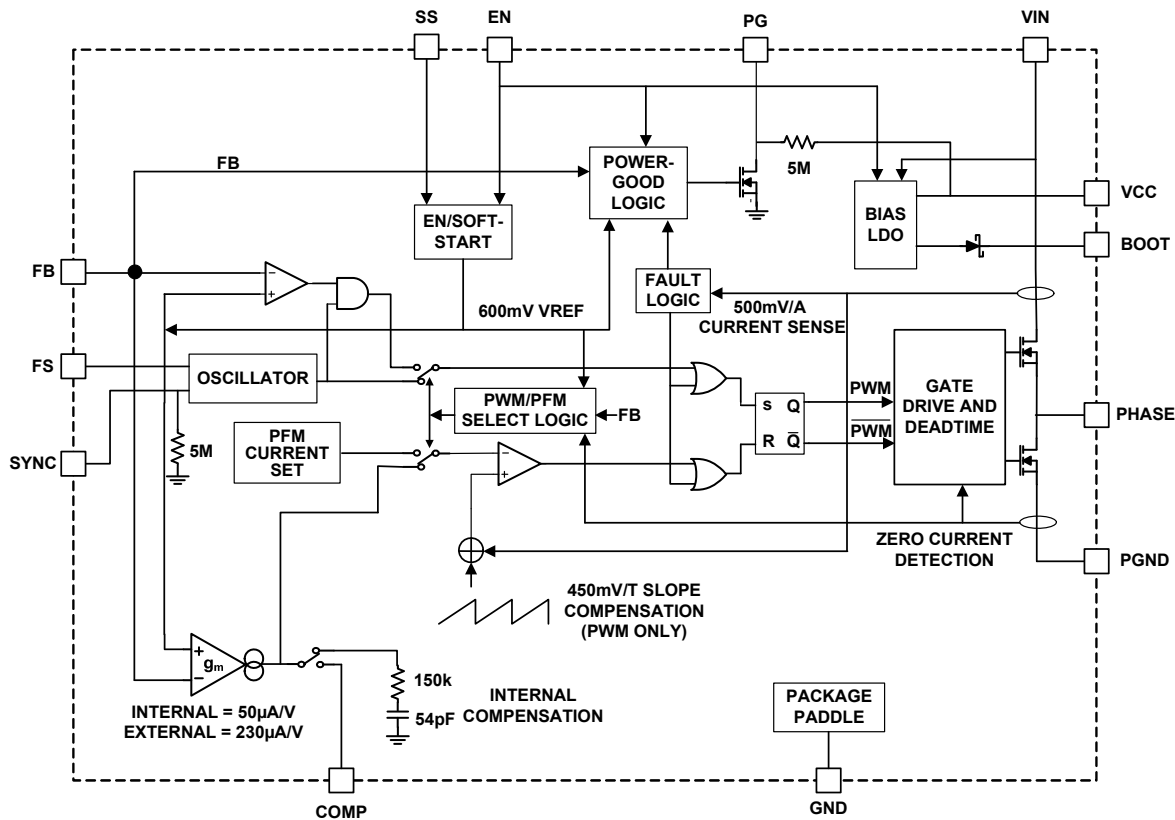 SS
EN
PG
VIN
FB
POWER-
GOOD
LOGIC
5M
BIAS
LDO
VCC
BOOT
EN/SOFT-
START
FB
FAULT
LOGIC
600mV VREF
500mV/A
CURRENT SENSE
FS
OSCILLATOR
PWM/PFM
SELECT LOGIC
FB
S Q
R Q̅
PWM
P̅W̅M̅
GATE
DRIVE AND
DEADTIME
PHASE
SYNC
5M
PFM
CURRENT
SET
−
+
−
+
ZERO CURRENT
DETECTION
PGND
450mV/T SLOPE
COMPENSATION
(PWM ONLY)
+
gm
−
150k
54pF
INTERNAL
COMPENSATION
INTERNAL = 50µA/V
EXTERNAL = 230µA/V
PACKAGE
PADDLE
COMP
GND